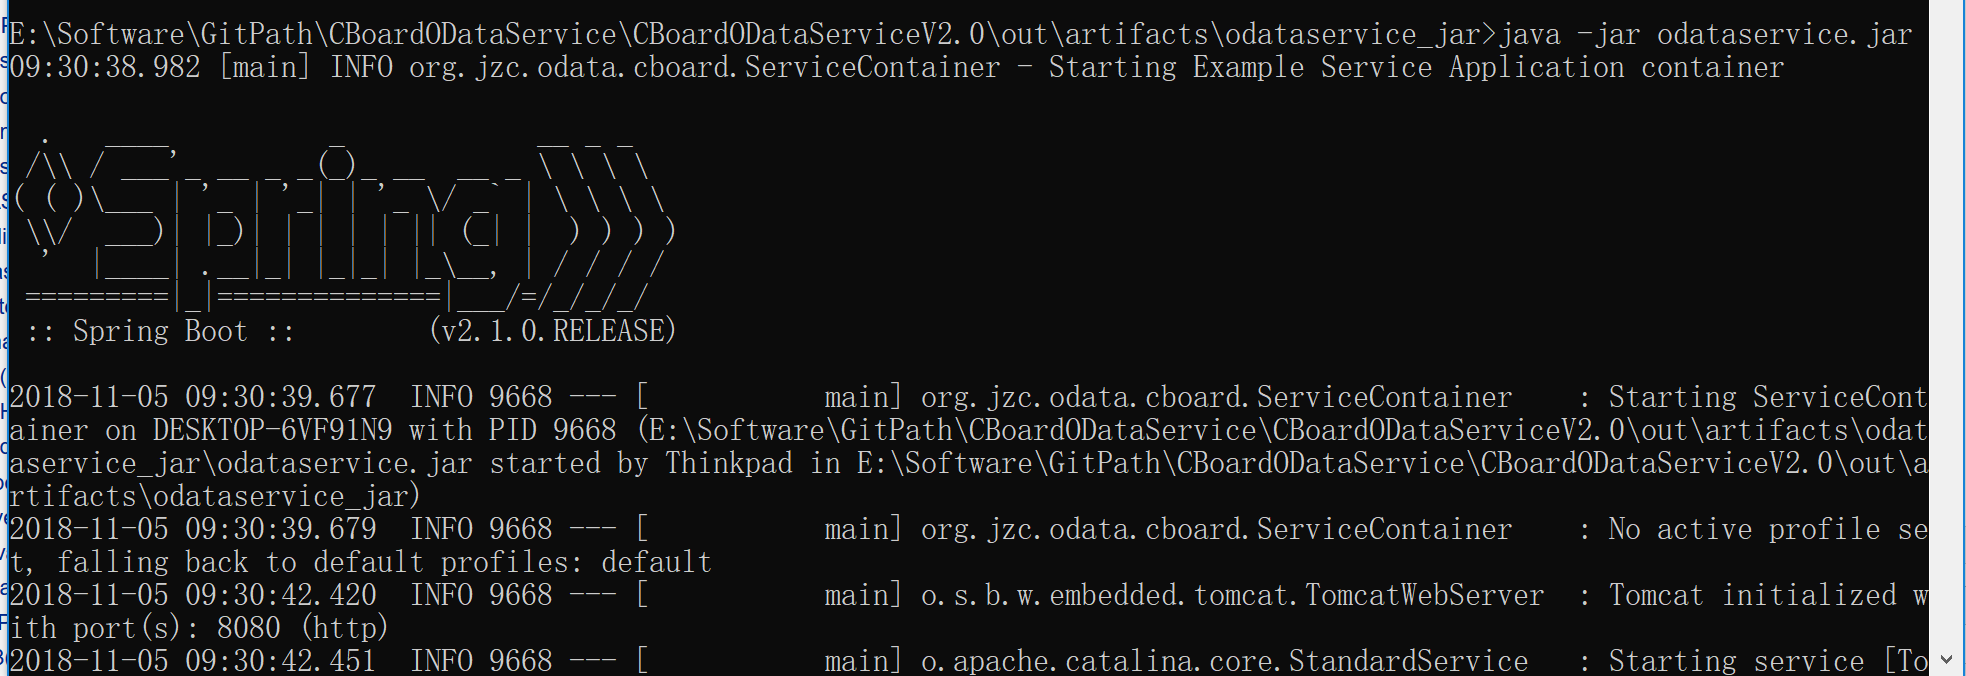 E:\Software\GitPath\CBoardODataService\CBoardODataServiceV2.0\out\artifacts\odataservice_jar>java -jar odataservice.jar
09:30:38.982 [main] INFO org.jzc.odata.cboard.ServiceContainer - Starting Example Service Application container
  .   ____          _            __ _ _
 /\\ / ___'_ __ _ _(_)_ __  __ _ \ \ \ \
( ( )\___ | '_ | '_| | '_ \/ _` | \ \ \ \
 \\/  ___)| |_)| | | | | || (_| |  ) ) ) )
  '  |____| .__|_| |_|_| |_\__, | / / / /
 =========|_|==============|___/=/_/_/_/
 :: Spring Boot ::        (v2.1.0.RELEASE)
2018-11-05 09:30:39.677  INFO 9668 --- [           main] org.jzc.odata.cboard.ServiceContainer    : Starting ServiceCont
ainer on DESKTOP-6VF91N9 with PID 9668 (E:\Software\GitPath\CBoardODataService\CBoardODataServiceV2.0\out\artifacts\odat
aservice_jar\odataservice.jar started by Thinkpad in E:\Software\GitPath\CBoardODataService\CBoardODataServiceV2.0\out\a
rtifacts\odataservice_jar)
2018-11-05 09:30:39.679  INFO 9668 --- [           main] org.jzc.odata.cboard.ServiceContainer    : No active profile se
t, falling back to default profiles: default
2018-11-05 09:30:42.420  INFO 9668 --- [           main] o.s.b.w.embedded.tomcat.TomcatWebServer  : Tomcat initialized w
ith port(s): 8080 (http)
2018-11-05 09:30:42.451  INFO 9668 --- [           main] o.apache.catalina.core.StandardService   : Starting service [To